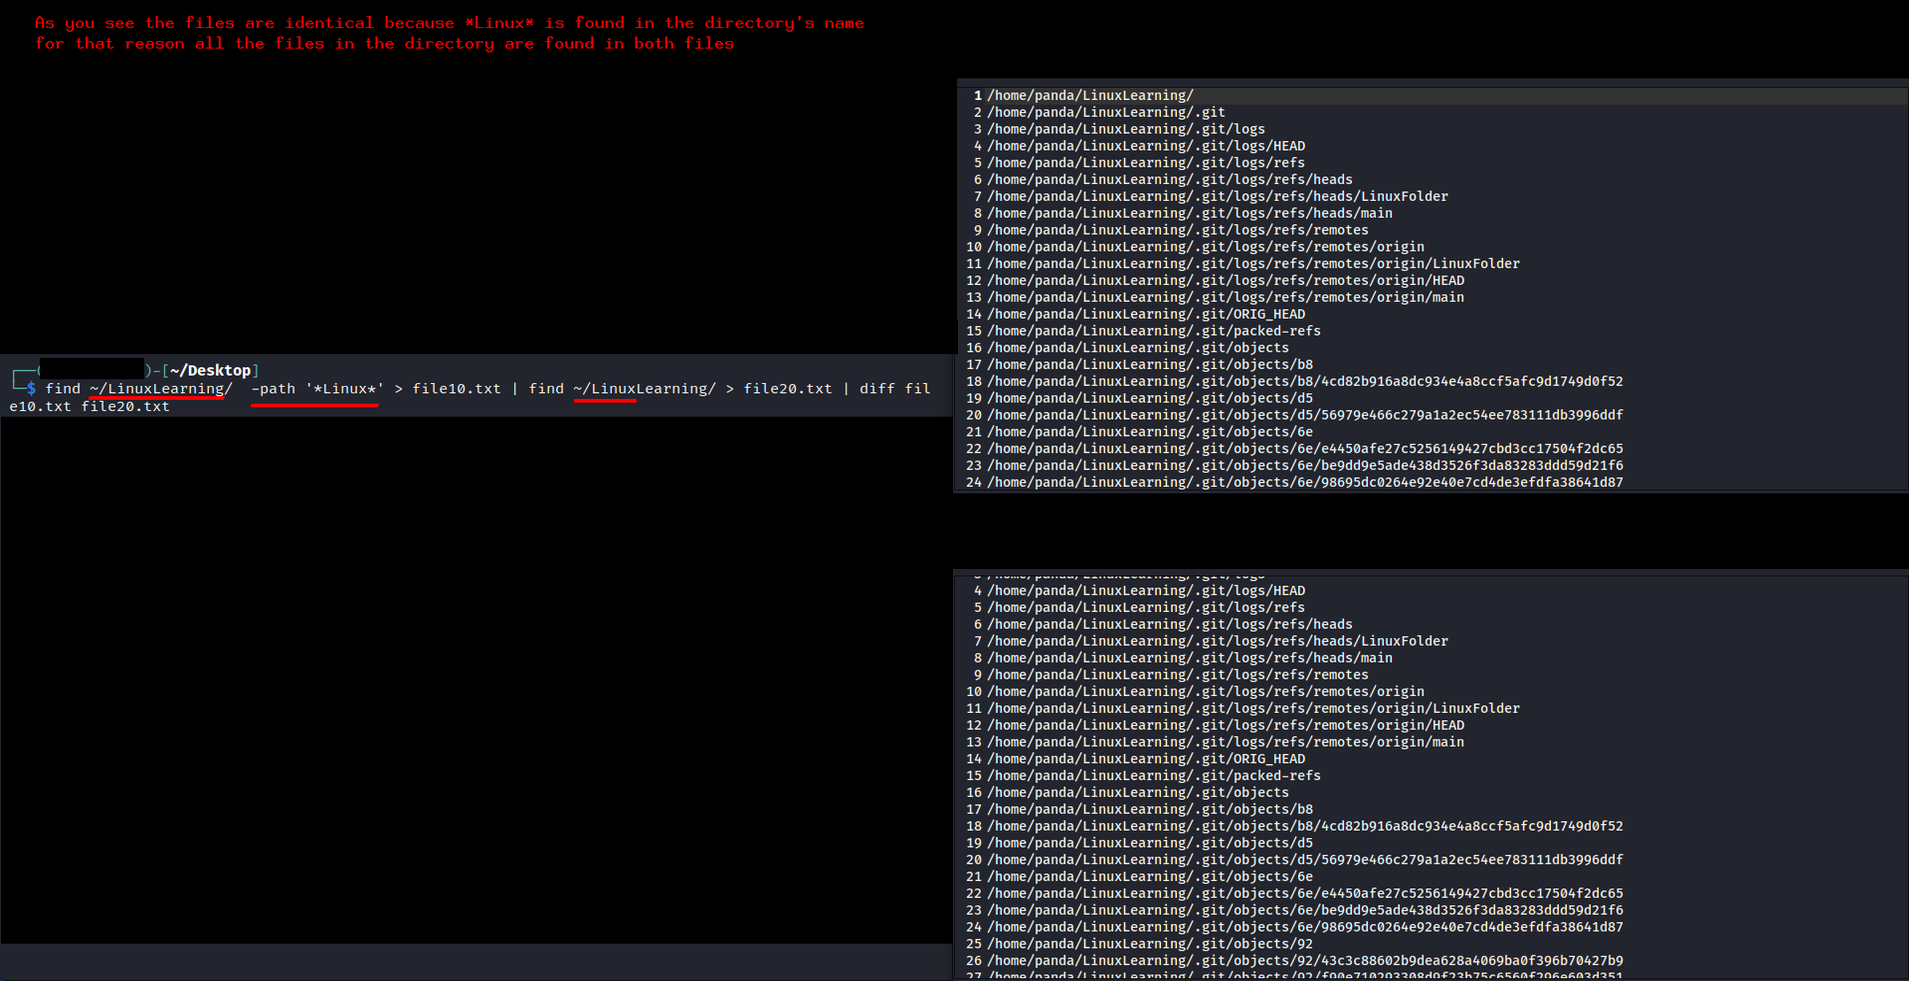 As you see the files are identical because *Linux* is found in the directory's name
for that reason all the files in the directory are found in both files
)-[~/Desktop]
$ find ~/LinuxLearning/  -path '*Linux*' > file10.txt | find ~/LinuxLearning/ > file20.txt | diff fil
e10.txt file20.txt
1 /home/panda/LinuxLearning/
2 /home/panda/LinuxLearning/.git
3 /home/panda/LinuxLearning/.git/logs
4 /home/panda/LinuxLearning/.git/logs/HEAD
5 /home/panda/LinuxLearning/.git/logs/refs
6 /home/panda/LinuxLearning/.git/logs/refs/heads
7 /home/panda/LinuxLearning/.git/logs/refs/heads/LinuxFolder
8 /home/panda/LinuxLearning/.git/logs/refs/heads/main
9 /home/panda/LinuxLearning/.git/logs/refs/remotes
10 /home/panda/LinuxLearning/.git/logs/refs/remotes/origin
11 /home/panda/LinuxLearning/.git/logs/refs/remotes/origin/LinuxFolder
12 /home/panda/LinuxLearning/.git/logs/refs/remotes/origin/HEAD
13 /home/panda/LinuxLearning/.git/logs/refs/remotes/origin/main
14 /home/panda/LinuxLearning/.git/ORIG_HEAD
15 /home/panda/LinuxLearning/.git/packed-refs
16 /home/panda/LinuxLearning/.git/objects
17 /home/panda/LinuxLearning/.git/objects/b8
18 /home/panda/LinuxLearning/.git/objects/b8/4cd82b916a8dc934e4a8ccf5afc9d1749d0f52
19 /home/panda/LinuxLearning/.git/objects/d5
20 /home/panda/LinuxLearning/.git/objects/d5/56979e466c279a1a2ec54ee783111db3996ddf
21 /home/panda/LinuxLearning/.git/objects/6e
22 /home/panda/LinuxLearning/.git/objects/6e/e4450afe27c5256149427cbd3cc17504f2dc65
23 /home/panda/LinuxLearning/.git/objects/6e/be9dd9e5ade438d3526f3da83283ddd59d21f6
24 /home/panda/LinuxLearning/.git/objects/6e/98695dc0264e92e40e7cd4de3efdfa38641d87
3 /home/panda/LinuxLearning/.git/logs
4 /home/panda/LinuxLearning/.git/logs/HEAD
5 /home/panda/LinuxLearning/.git/logs/refs
6 /home/panda/LinuxLearning/.git/logs/refs/heads
7 /home/panda/LinuxLearning/.git/logs/refs/heads/LinuxFolder
8 /home/panda/LinuxLearning/.git/logs/refs/heads/main
9 /home/panda/LinuxLearning/.git/logs/refs/remotes
10 /home/panda/LinuxLearning/.git/logs/refs/remotes/origin
11 /home/panda/LinuxLearning/.git/logs/refs/remotes/origin/LinuxFolder
12 /home/panda/LinuxLearning/.git/logs/refs/remotes/origin/HEAD
13 /home/panda/LinuxLearning/.git/logs/refs/remotes/origin/main
14 /home/panda/LinuxLearning/.git/ORIG_HEAD
15 /home/panda/LinuxLearning/.git/packed-refs
16 /home/panda/LinuxLearning/.git/objects
17 /home/panda/LinuxLearning/.git/objects/b8
18 /home/panda/LinuxLearning/.git/objects/b8/4cd82b916a8dc934e4a8ccf5afc9d1749d0f52
19 /home/panda/LinuxLearning/.git/objects/d5
20 /home/panda/LinuxLearning/.git/objects/d5/56979e466c279a1a2ec54ee783111db3996ddf
21 /home/panda/LinuxLearning/.git/objects/6e
22 /home/panda/LinuxLearning/.git/objects/6e/e4450afe27c5256149427cbd3cc17504f2dc65
23 /home/panda/LinuxLearning/.git/objects/6e/be9dd9e5ade438d3526f3da83283ddd59d21f6
24 /home/panda/LinuxLearning/.git/objects/6e/98695dc0264e92e40e7cd4de3efdfa38641d87
25 /home/panda/LinuxLearning/.git/objects/92
26 /home/panda/LinuxLearning/.git/objects/92/43c3c88602b9dea628a4069ba0f396b70427b9
27